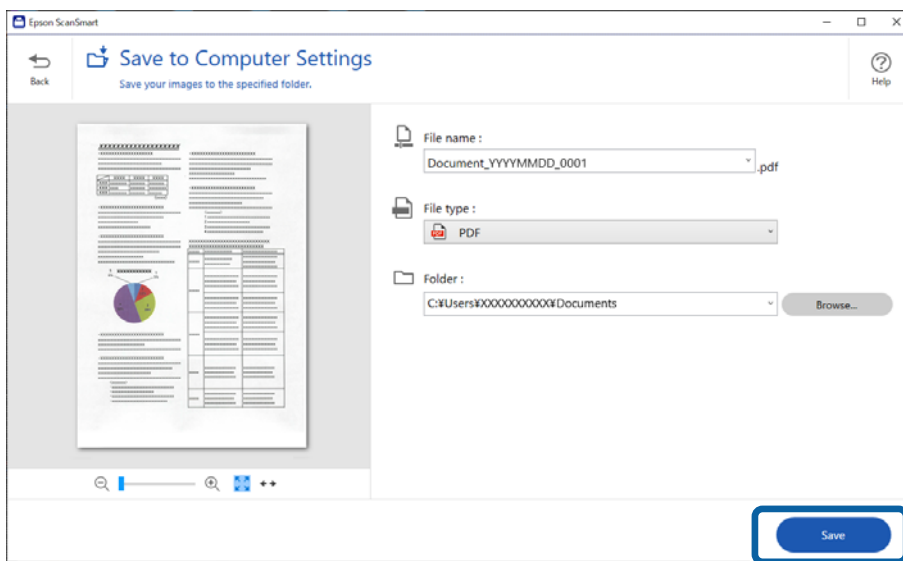 Epson ScanSmart
Back
Save to Computer Settings
Save your images to the specified folder.
Help
File name :
Document_YYYYMMDD_0001
.pdf
File type :
PDF
Folder :
C:¥Users¥XXXXXXXXXXX¥Documents
Browse...
Save